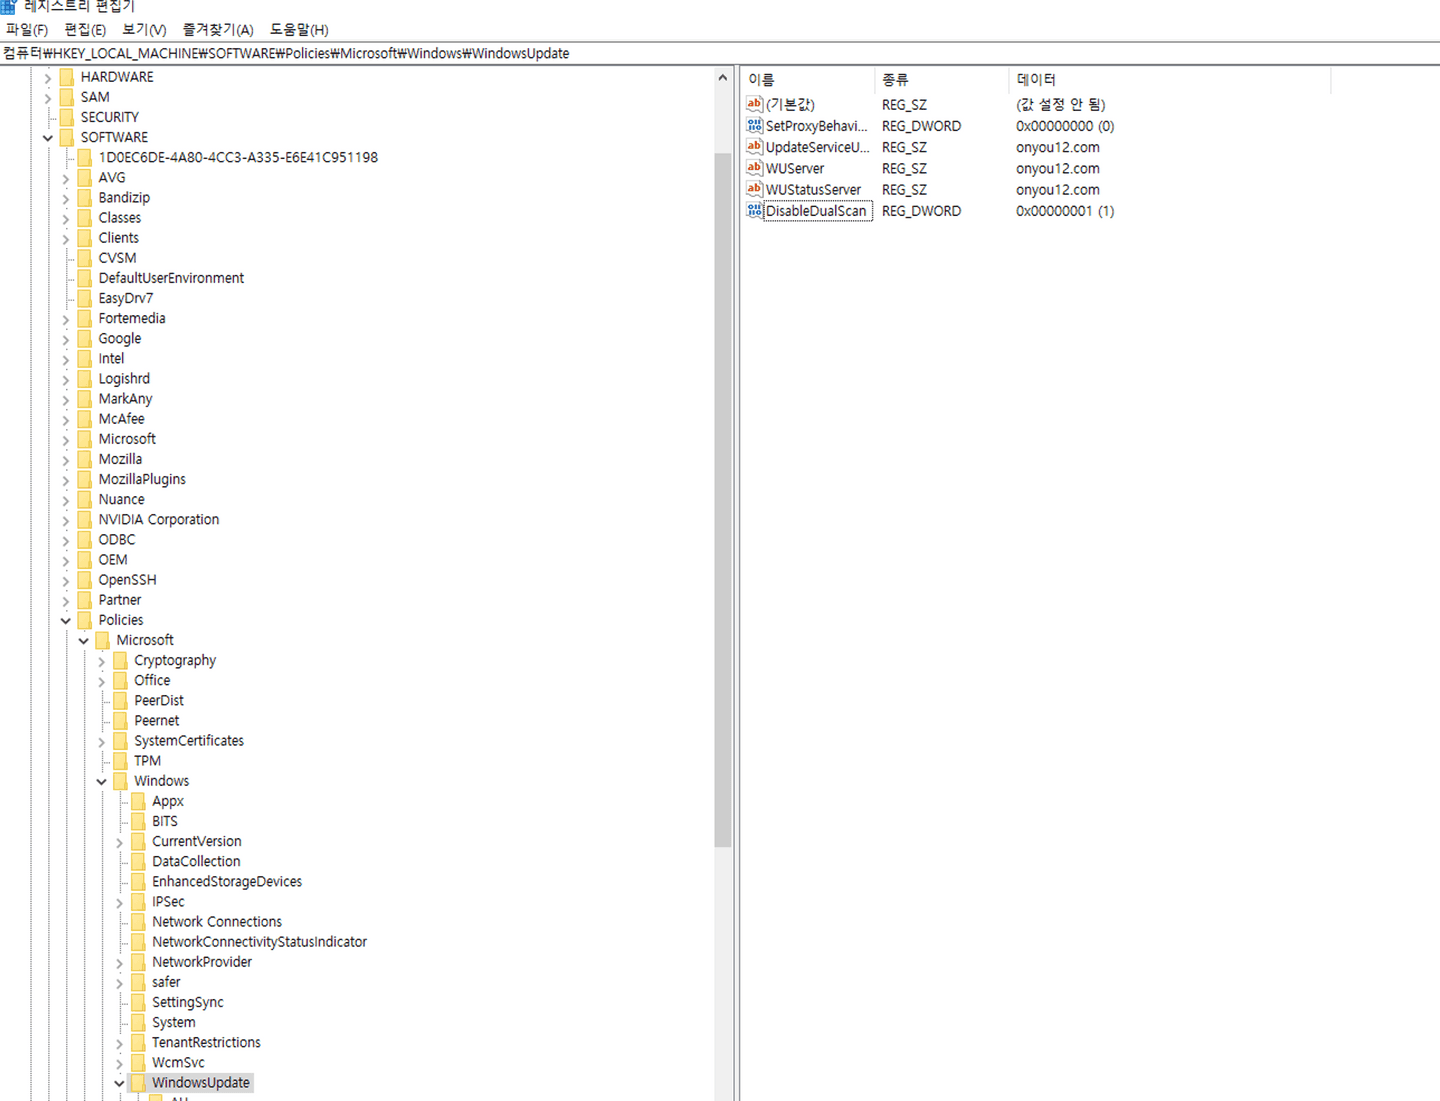 레지스트리 편집기
파일(F) 편집(E) 보기(V) 즐겨찾기(A) 도움말(H)
컴퓨터₩HKEY_LOCAL_MACHINE₩SOFTWARE₩Policies₩Microsoft₩Windows₩WindowsUpdate
HARDWARE
SAM
SECURITY
SOFTWARE
1D0EC6DE-4A80-4CC3-A335-E6E41C951198
AVG
Bandizip
Classes
Clients
CVSM
DefaultUserEnvironment
EasyDrv7
Fortemedia
Google
Intel
Logishrd
MarkAny
McAfee
Microsoft
Mozilla
MozillaPlugins
Nuance
NVIDIA Corporation
ODBC
OEM
OpenSSH
Partner
Policies
Microsoft
Cryptography
Office
PeerDist
Peernet
SystemCertificates
TPM
Windows
Appx
BITS
CurrentVersion
DataCollection
EnhancedStorageDevices
IPSec
Network Connections
NetworkConnectivityStatusIndicator
NetworkProvider
safer
SettingSync
System
TenantRestrictions
WcmSvc
WindowsUpdate
이름 종류 데이터
(기본값) REG_SZ (값 설정 안 됨)
SetProxyBehavi... REG_DWORD 0x00000000 (0)
UpdateServiceU... REG_SZ onyou12.com
WUServer REG_SZ onyou12.com
WUStatusServer REG_SZ onyou12.com
DisableDualScan REG_DWORD 0x00000001 (1)